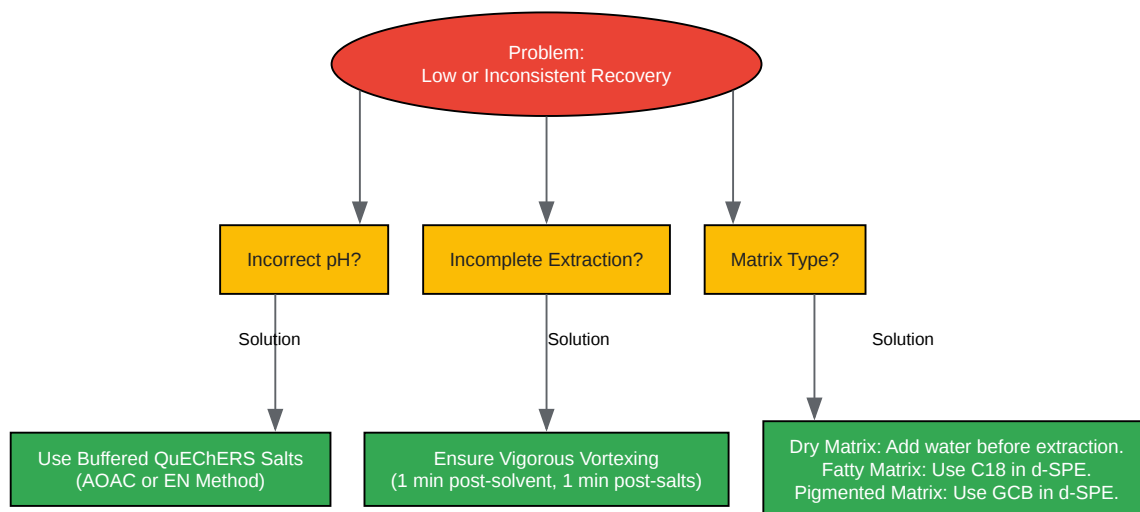 Problem:
Low or Inconsistent Recovery
Incorrect pH?
Incomplete Extraction?
Matrix Type?
Solution
Solution
Solution
Use Buffered QuEChERS Salts
(AOAC or EN Method)
Ensure Vigorous Vortexing
(1 min post-solvent, 1 min post-salts)
Dry Matrix: Add water before extraction.
Fatty Matrix: Use C18 in d-SPE.
Pigmented Matrix: Use GCB in d-SPE.